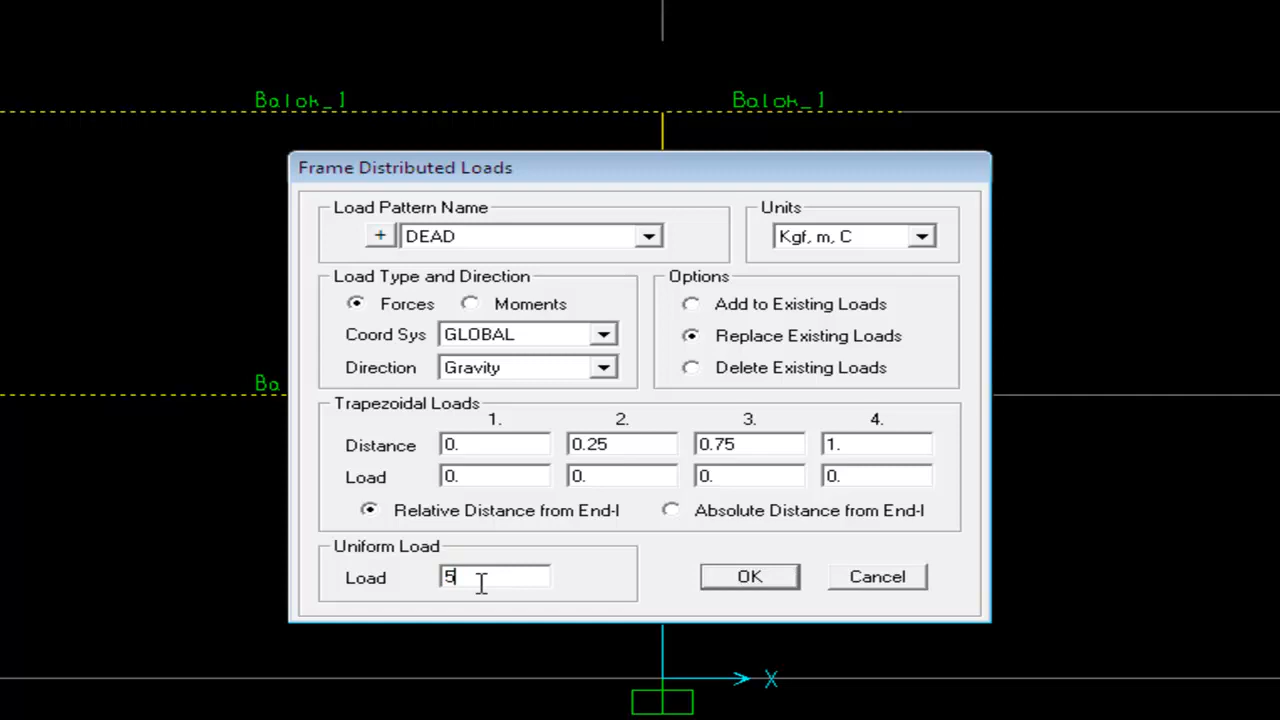 Balok_1 Balok_1
Frame Distributed Loads
Load Pattern Name Units
+ DEAD Kgf, m, C
Load Type and Direction Options
Forces Moments Add to Existing Loads
Coord Sys GLOBAL Replace Existing Loads
Direction Gravity Delete Existing Loads
Ba
Trapezoidal Loads
1. 2. 3. 4.
Distance 0. 0.25 0.75 1.
Load 0. 0. 0. 0.
Relative Distance from End-I Absolute Distance from End-I
Uniform Load
Load 5 OK Cancel
X